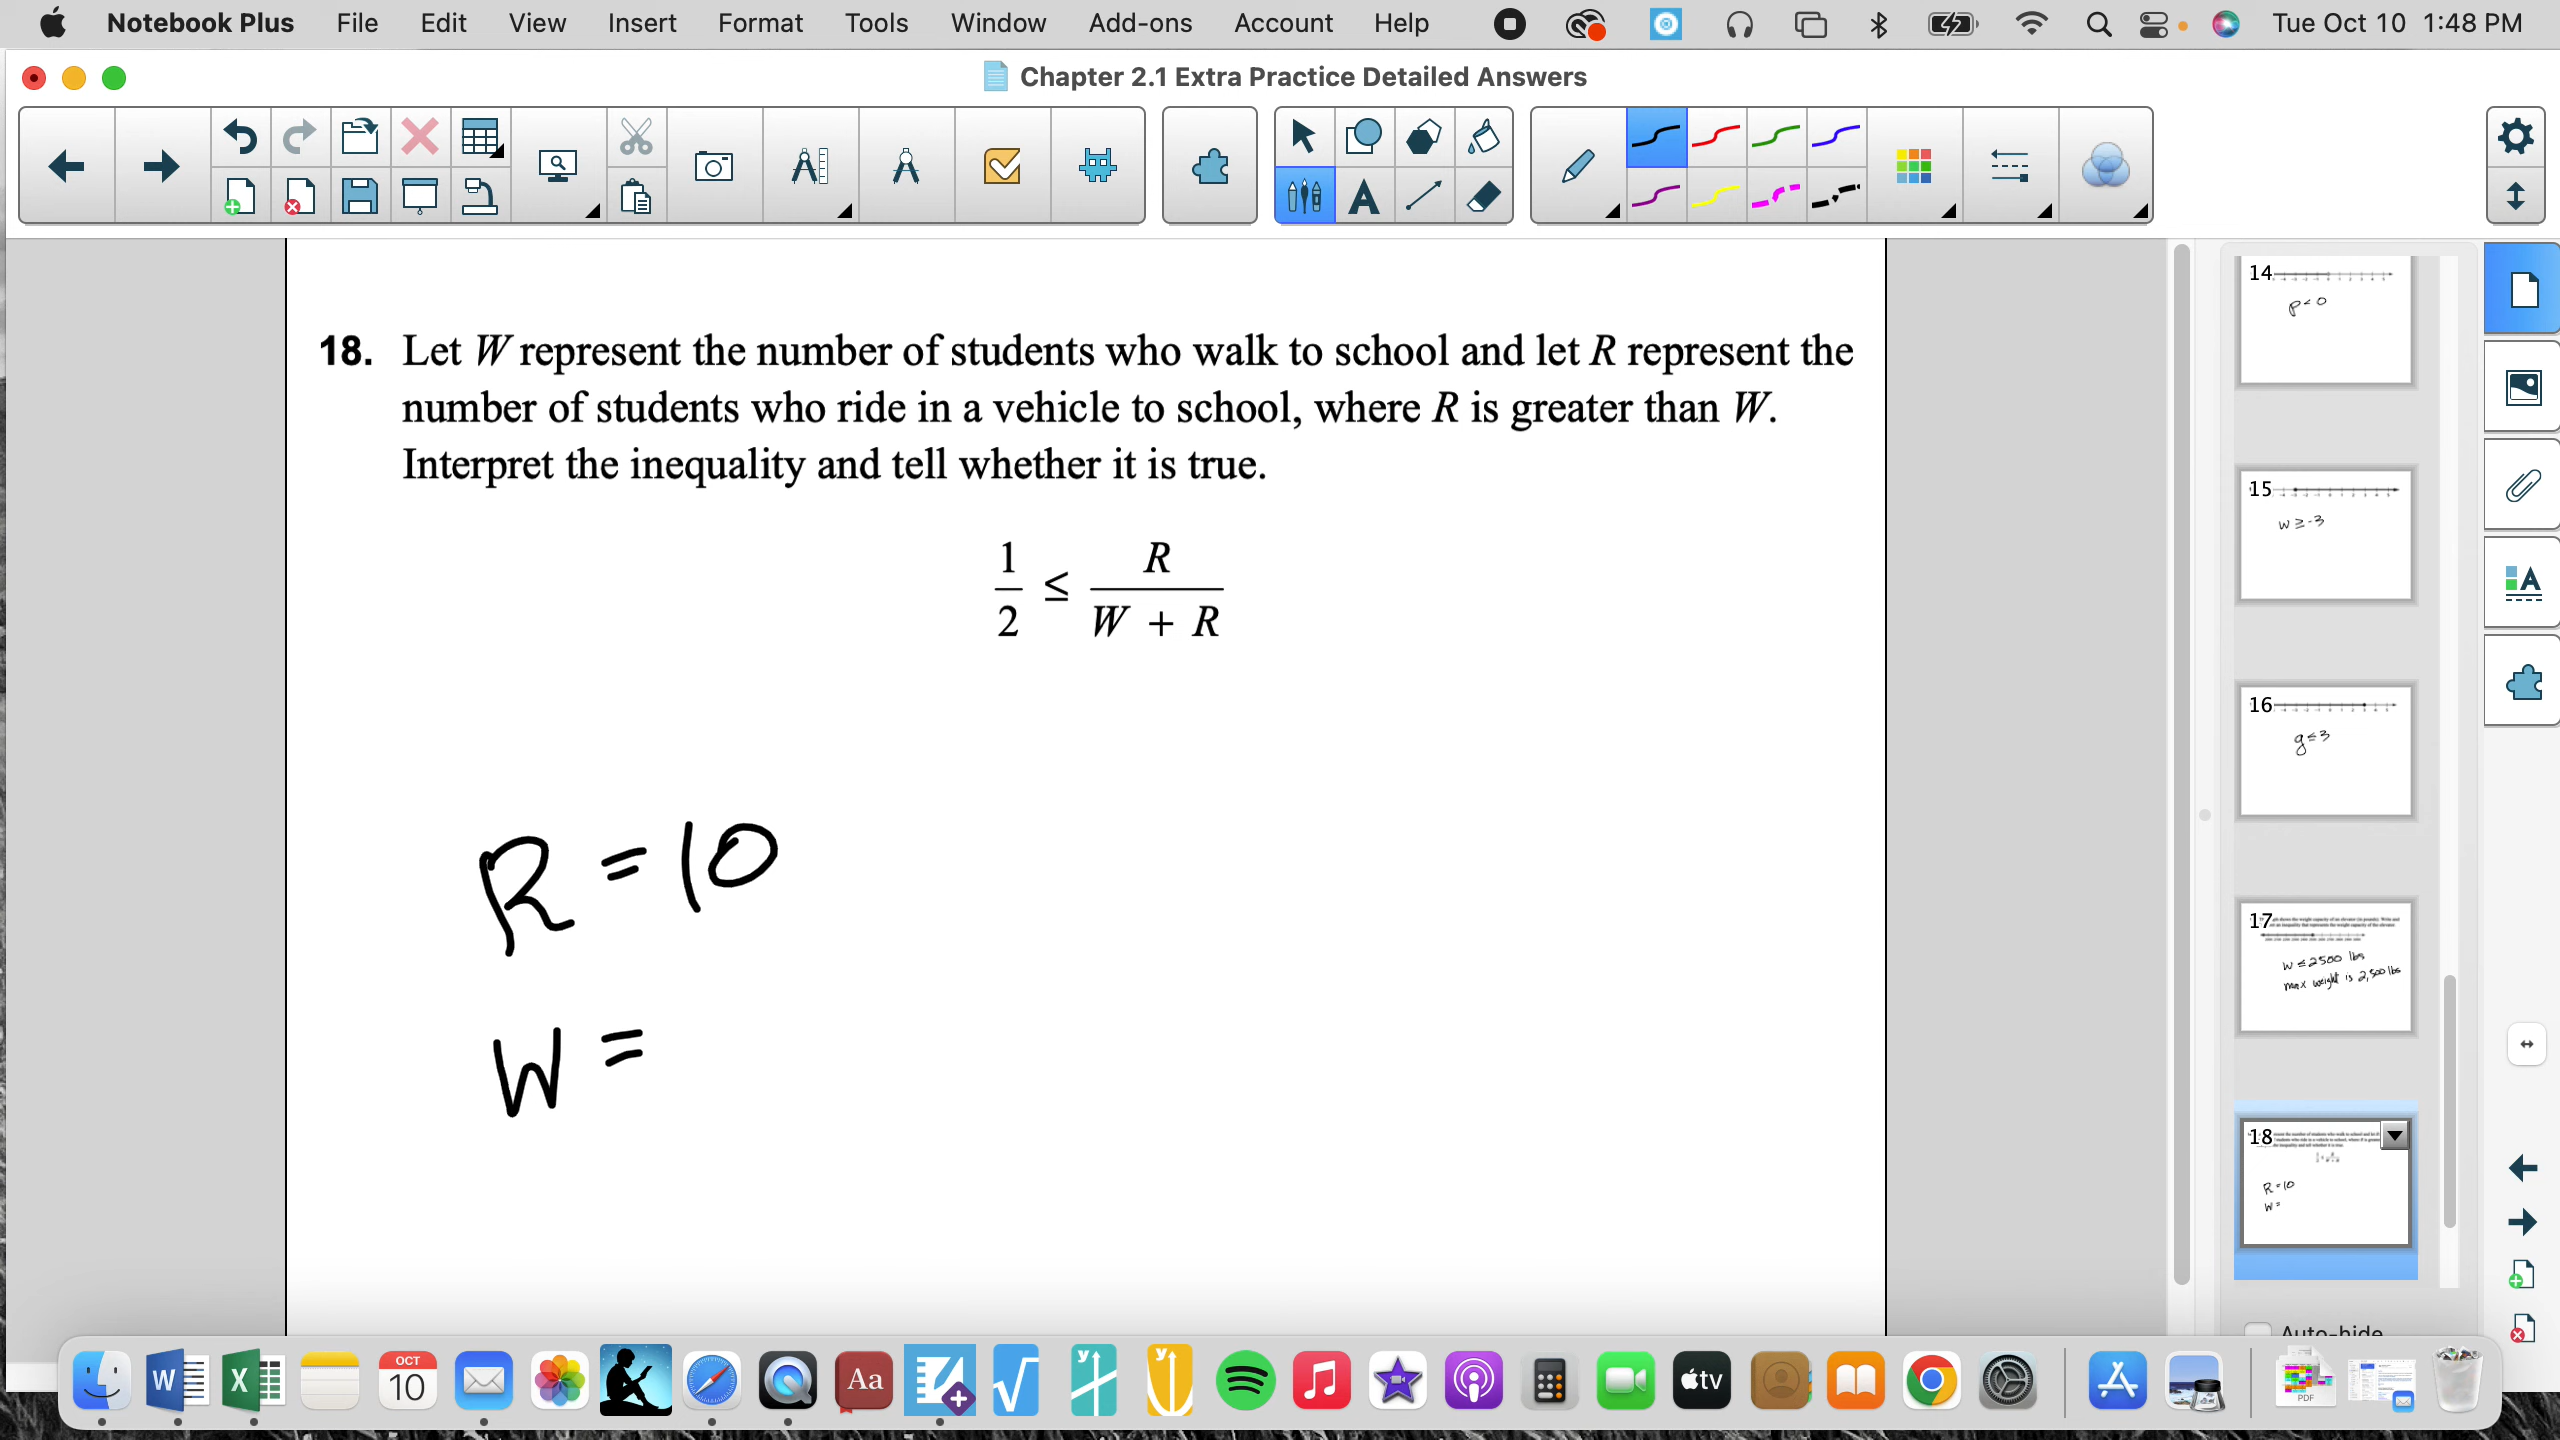 Notebook Plus File Edit View Insert Format Tools Window Add-ons Account Help Tue Oct 10 1:48 PM
Chapter 2.1 Extra Practice Detailed Answers
18. Let W represent the number of students who walk to school and let R represent the
number of students who ride in a vehicle to school, where R is greater than W.
Interpret the inequality and tell whether it is true.
1/2 ≤ R/(W + R)
R = 10
W =
14
P < 0
15
W ≥ -3
16
g ≤ 3
17
W ≤ 2500 lbs
max weight is 2,500 lbs
18
R = 10
W =
Auto-hide
OCT
10
Aa
tv
PDF